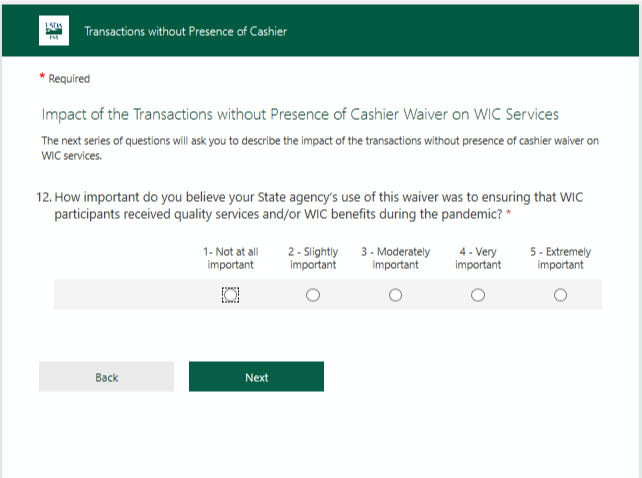 USDA
FNS
Transactions without Presence of Cashier
* Required
Impact of the Transactions without Presence of Cashier Waiver on WIC Services
The next series of questions will ask you to describe the impact of the transactions without presence of cashier waiver on
WIC services.
12. How important do you believe your State agency's use of this waiver was to ensuring that WIC
participants received quality services and/or WIC benefits during the pandemic? *
1- Not at all
important
2 - Slightly
important
3 - Moderately
important
4 - Very
important
5 - Extremely
important
Back
Next